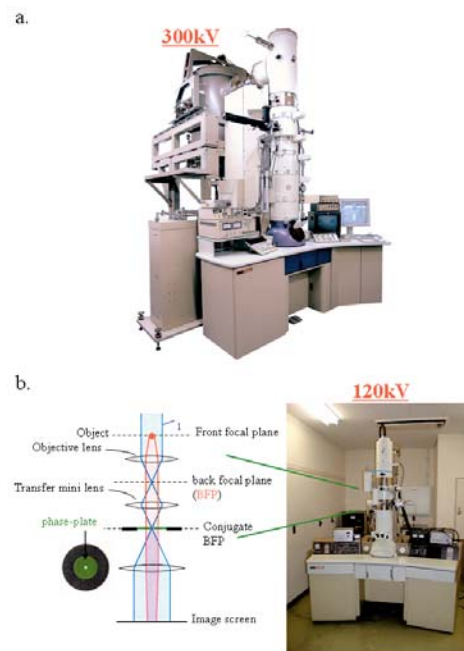 a.
300kV
b.
120kV
Object
1
Front focal plane
Objective lens
back focal plane
(BFP)
Transfer mini lens
phase-plate
Conjugate
BFP
Image screen